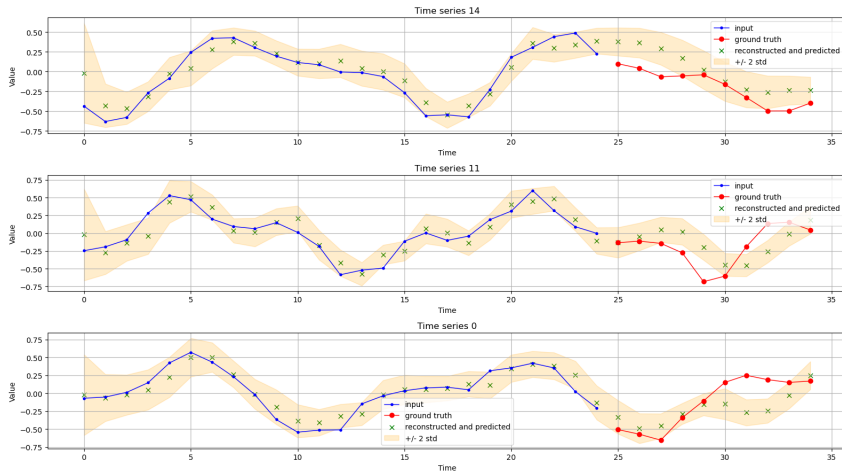 Time series 14
Value
0.50
0.25
0.00
−0.25
−0.50
−0.75
input
ground truth
reconstructed and predicted
+/- 2 std
0 5 10 15 20 25 30 35
Time
Time series 11
Value
0.75
0.50
0.25
0.00
−0.25
−0.50
−0.75
input
ground truth
reconstructed and predicted
+/- 2 std
0 5 10 15 20 25 30 35
Time
Time series 0
Value
0.75
0.50
0.25
0.00
−0.25
−0.50
−0.75
input
ground truth
reconstructed and predicted
+/- 2 std
0 5 10 15 20 25 30 35
Time